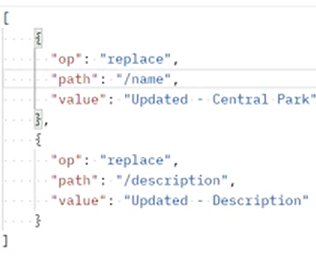 [
{
"op": "replace",
"path": "/name",
"value": "Updated - Central Park"
},
{
"op": "replace",
"path": "/description",
"value": "Updated - Description"
}
]